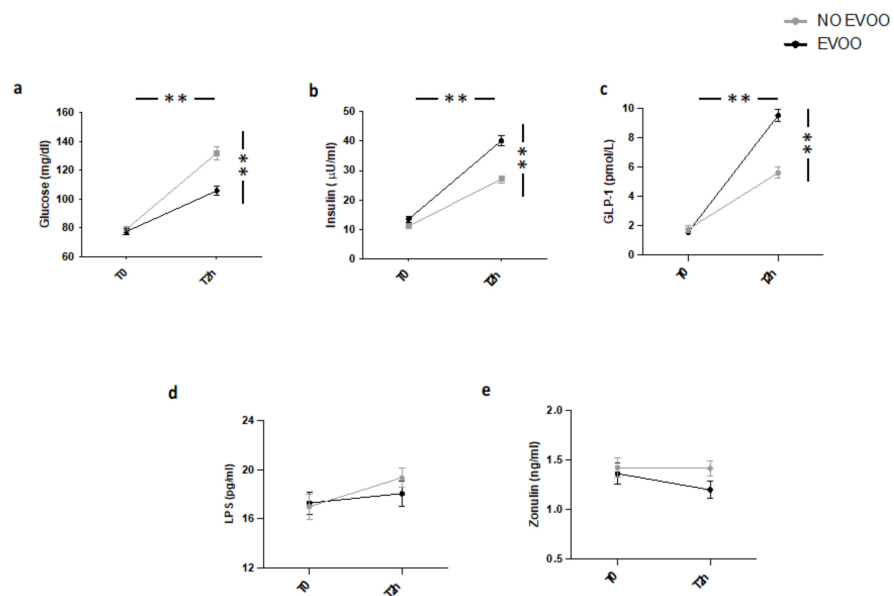 NO EVOO
EVOO
a
**
Glucose (mg/dl)
160
140
120
100
80
60
**
T0
T2h
b
**
Insulin ( μU/ml)
50
40
30
20
10
0
**
T0
T2h
c
**
GLP-1 (pmol/L)
10
8
6
4
2
0
**
T0
T2h
d
LPS (pg/ml)
24
20
16
12
T0
T2h
e
Zonulin (ng/ml)
2.0
1.5
1.0
0.5
T0
T2h